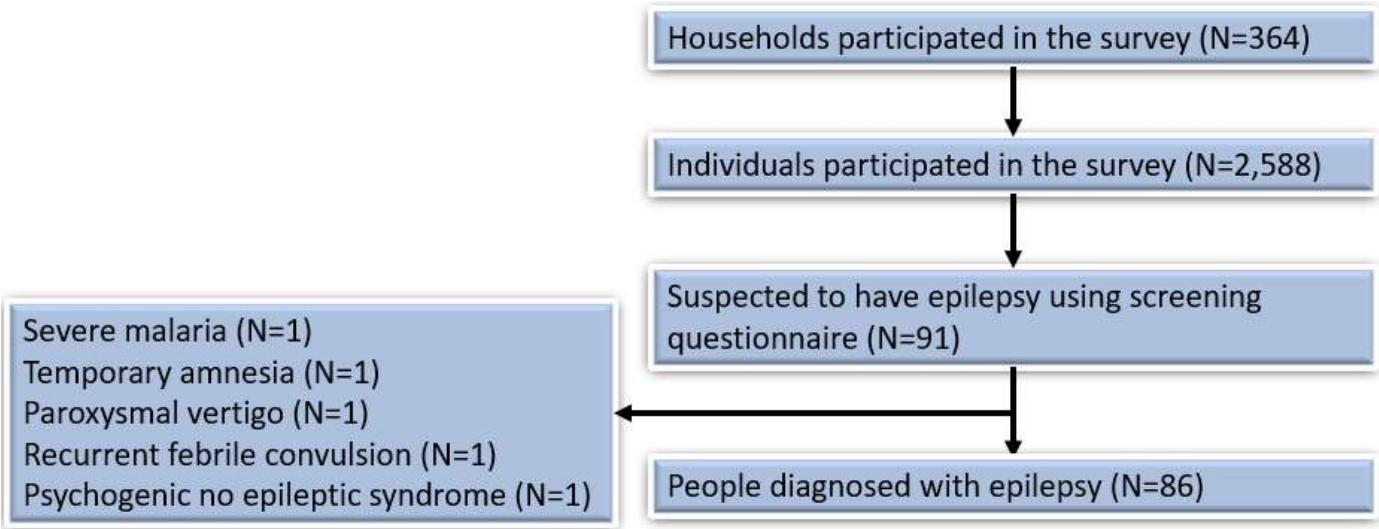 Households participated in the survey (N=364)
Individuals participated in the survey (N=2,588)
Suspected to have epilepsy using screening
questionnaire (N=91)
Severe malaria (N=1)
Temporary amnesia (N=1)
Paroxysmal vertigo (N=1)
Recurrent febrile convulsion (N=1)
Psychogenic no epileptic syndrome (N=1)
People diagnosed with epilepsy (N=86)